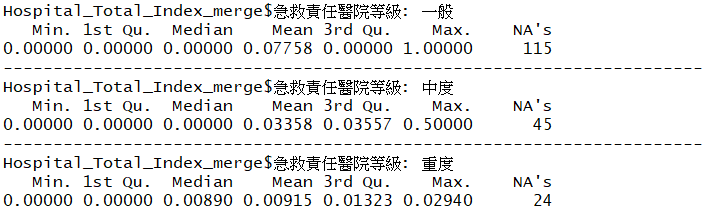 Hospital_Total_Index_merge$急救責任醫院等級: 一般
Min. 1st Qu. Median Mean 3rd Qu. Max. NA's
0.00000 0.00000 0.00000 0.07758 0.00000 1.00000 115
--------------------------------------------------------------------------------
Hospital_Total_Index_merge$急救責任醫院等級: 中度
Min. 1st Qu. Median Mean 3rd Qu. Max. NA's
0.00000 0.00000 0.00000 0.03358 0.03557 0.50000 45
--------------------------------------------------------------------------------
Hospital_Total_Index_merge$急救責任醫院等級: 重度
Min. 1st Qu. Median Mean 3rd Qu. Max. NA's
0.00000 0.00000 0.00890 0.00915 0.01323 0.02940 24